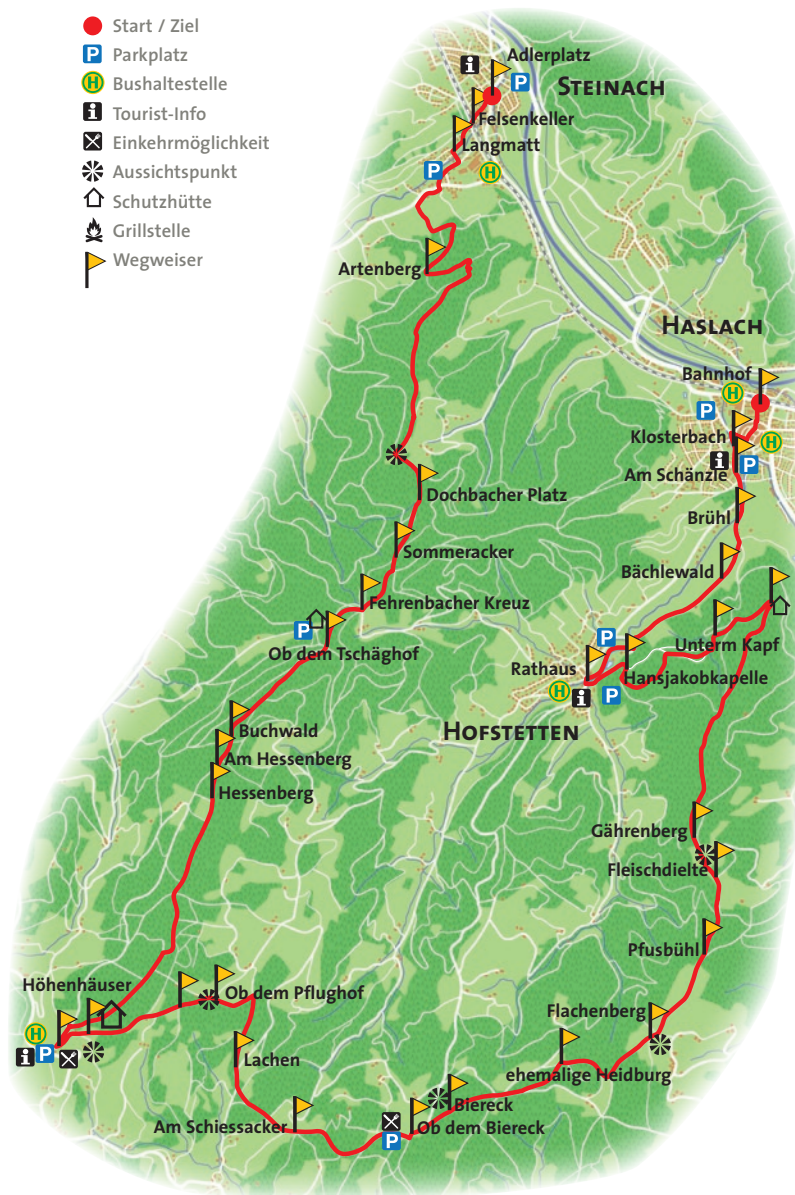 Start / Ziel
P Parkplatz
H Bushaltestelle
i Tourist-Info
Einkehrmöglichkeit
Aussichtspunkt
Schutzhütte
Grillstelle
Wegweiser
i
Adlerplatz
P
STEINACH
Felsenkeller
Langmatt
P
H
Artenberg
HASLACH
Bahnhof
H
P
Klosterbach
H
i
P
Am Schänzle
Dochbacher Platz
Brühl
Sommeracker
Bächlewald
Fehrenbacher Kreuz
P
Ob dem Tschäghof
P
Unterm Kapf
Rathaus
Hansjakobkapelle
H
i
P
HOFSTETTEN
Buchwald
Am Hessenberg
Hessenberg
Gährenberg
Fleischdielte
Pfusbühl
Höhenhäuser
Ob dem Pflughof
Flachenberg
H
i
P
Lachen
ehemalige Heidburg
Biereck
Am Schiessacker
P
Ob dem Biereck